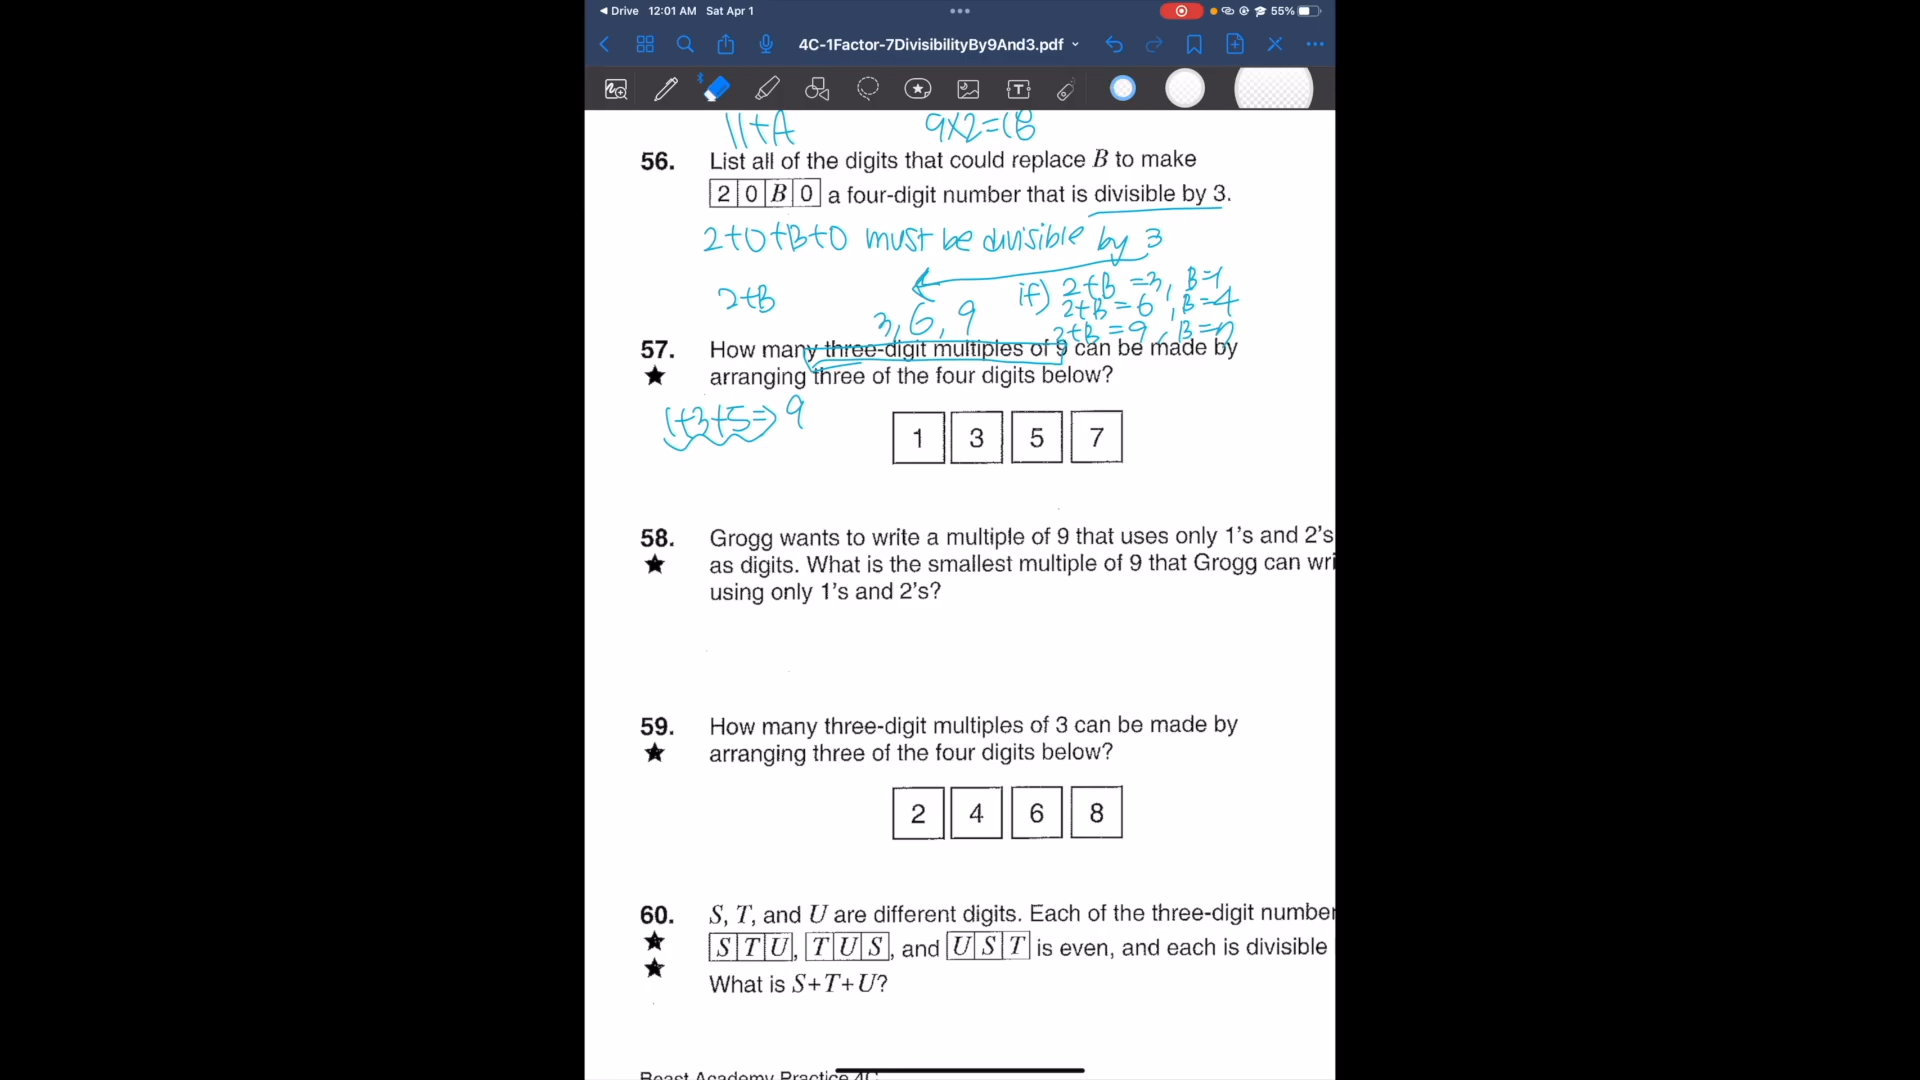 Drive 12:01 AM Sat Apr 1
55%
4C-1Factor-7DivisibilityBy9And3.pdf
11+A 9×2=18
56. List all of the digits that could replace B to make
2 0 B 0 a four-digit number that is divisible by 3.
2+0+B+0 must be divisible by 3
2+B 3, 6, 9 if) 2+B=3, B=1
2+B=6, B=4
2+B=9, B=7
57. How many three-digit multiples of 9 can be made by
★ arranging three of the four digits below?
1+3+5=>9
1 3 5 7
58. Grogg wants to write a multiple of 9 that uses only 1's and 2's
★ as digits. What is the smallest multiple of 9 that Grogg can wri
using only 1's and 2's?
59. How many three-digit multiples of 3 can be made by
★ arranging three of the four digits below?
2 4 6 8
60. S, T, and U are different digits. Each of the three-digit number
★ S T U, T U S, and U S T is even, and each is divisible
★ What is S+T+U?
Beast Academy Practice 4C